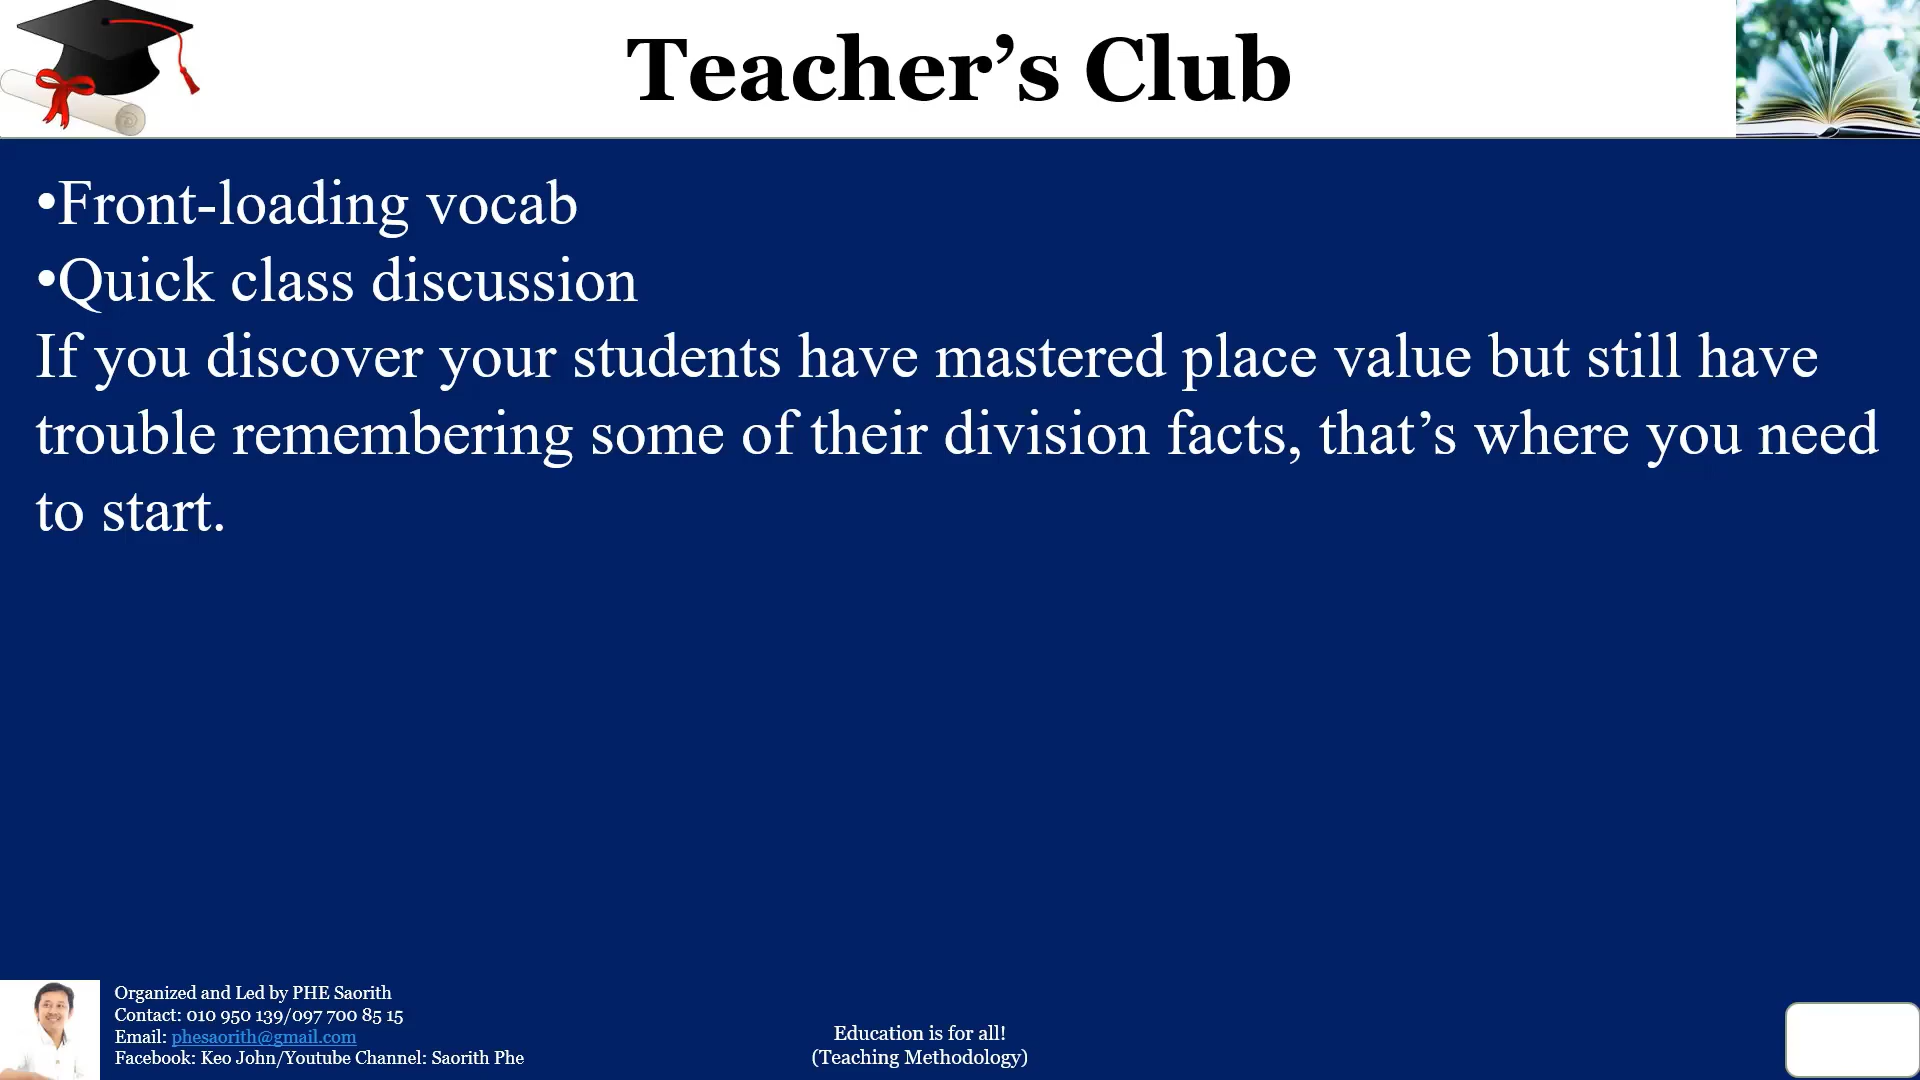 Teacher’s Club
•Front-loading vocab
•Quick class discussion
If you discover your students have mastered place value but still have
trouble remembering some of their division facts, that’s where you need
to start.
Organized and Led by PHE Saorith
Contact: 010 950 139/097 700 85 15
Email: phesaorith@gmail.com
Facebook: Keo John/Youtube Channel: Saorith Phe
Education is for all!
(Teaching Methodology)